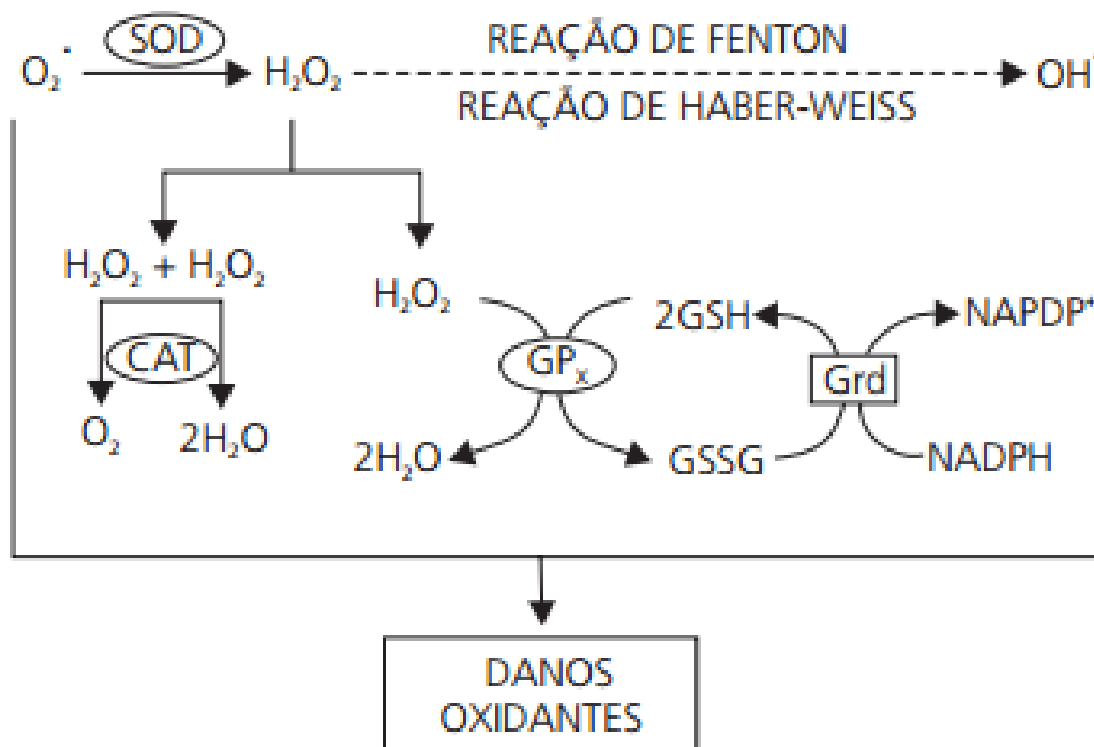 O₂˙ SOD H₂O₂ REAÇÃO DE FENTON OH˙
REAÇÃO DE HABER-WEISS
H₂O₂ + H₂O₂
H₂O₂ 2GSH NAPDP⁺
CAT GPₓ Grd
O₂ 2H₂O
2H₂O GSSG NADPH
DANOS
OXIDANTES